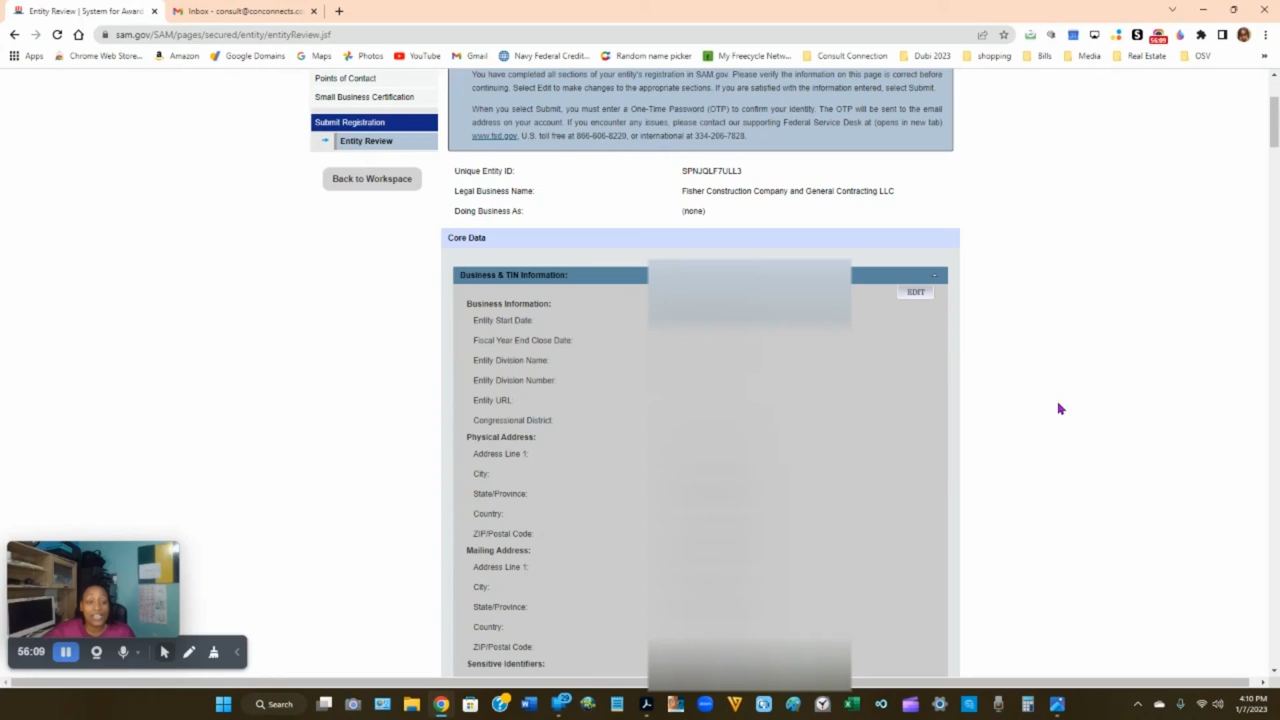 Entity Review | System for Award
Inbox - consult@conconnects.co
sam.gov/SAM/pages/secured/entity/entityReview.jsf
56:09
Apps
Chrome Web Store...
Amazon
Google Domains
Maps
Photos
YouTube
Gmail
Navy Federal Credit...
Random name picker
My Freecycle Netw...
Consult Connection
Dubi 2023
shopping
Bills
Media
Real Estate
OSV
»
Points of Contact
Small Business Certification
Submit Registration
Entity Review
Back to Workspace
You have completed all sections of your entity's registration in SAM.gov. Please verify the information on this page is correct before
continuing. Select Edit to make changes to the appropriate sections. If you are satisfied with the information entered, select Submit.
When you select Submit, you must enter a One-Time Password (OTP) to confirm your identity. The OTP will be sent to the email
address on your account. If you encounter any issues, please contact our supporting Federal Service Desk at (opens in new tab)
www.fsd.gov, U.S. toll free at 866-606-8220, or international at 334-206-7828.
Unique Entity ID: SPNJQLF7ULL3
Legal Business Name: Fisher Construction Company and General Contracting LLC
Doing Business As: (none)
Core Data
Business & TIN Information:
EDIT
Business Information:
Entity Start Date:
Fiscal Year End Close Date:
Entity Division Name:
Entity Division Number:
Entity URL:
Congressional District:
Physical Address:
Address Line 1:
City:
State/Province:
Country:
ZIP/Postal Code:
Mailing Address:
Address Line 1:
City:
State/Province:
Country:
ZIP/Postal Code:
Sensitive Identifiers:
56:09
Search
29
4:10 PM
1/7/2023